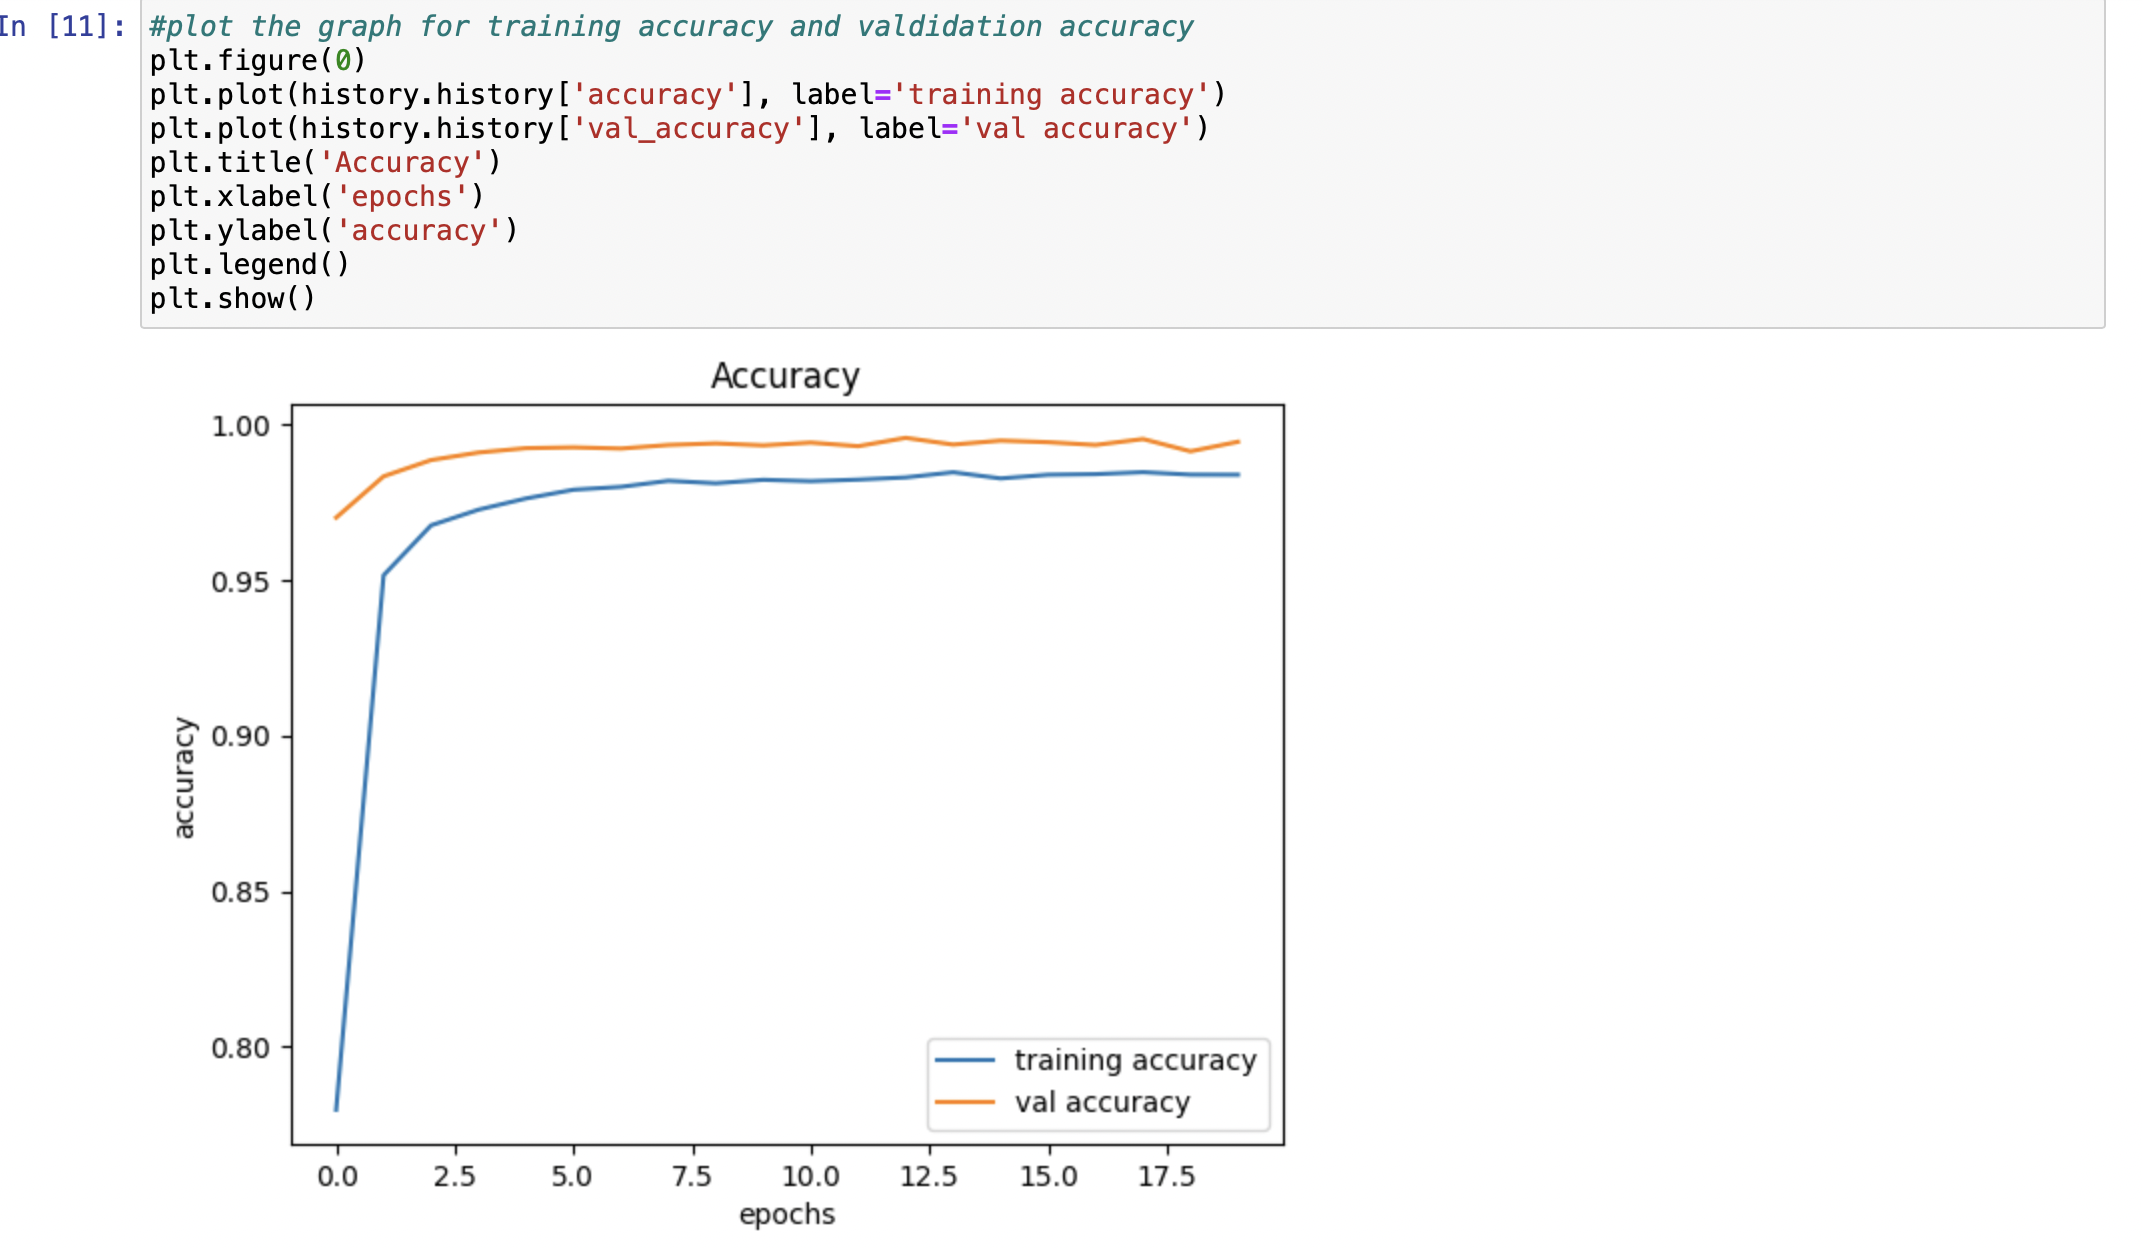 In [11]: #plot the graph for training accuracy and valdidation accuracy
plt.figure(0)
plt.plot(history.history['accuracy'], label='training accuracy')
plt.plot(history.history['val_accuracy'], label='val accuracy')
plt.title('Accuracy')
plt.xlabel('epochs')
plt.ylabel('accuracy')
plt.legend()
plt.show()
Accuracy
1.00
0.95
0.90
0.85
0.80
accuracy
training accuracy
val accuracy
0.0 2.5 5.0 7.5 10.0 12.5 15.0 17.5
epochs